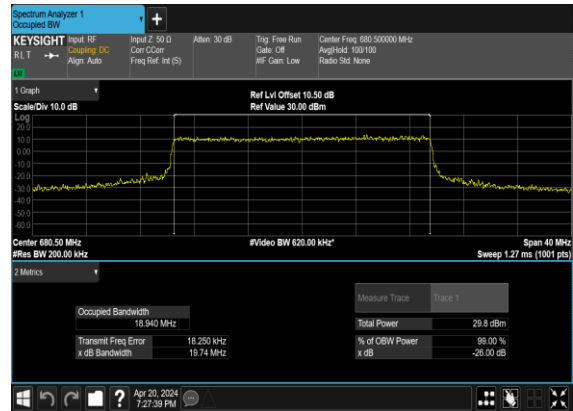 Spectrum Analyzer 1
Occupied BW
+
KEYSIGHT Input: RF Input Z: 50 Ω Atten: 30 dB Trig: Free Run Center Freq: 680.500000 MHz
RLT Coupling: DC Corr CCorr Gate: Off Avg|Hold: 100/100
Align: Auto Freq Ref: Int (S) #IF Gain: Low Radio Std: None
LW
1 Graph
Ref Lvl Offset 10.50 dB
Scale/Div 10.0 dB Ref Value 30.00 dBm
Log
20.0
10.0
0.00
-10.0
-20.0
-30.0
-40.0
-50.0
-60.0
Center 680.50 MHz #Video BW 620.00 kHz* Span 40 MHz
#Res BW 200.00 kHz Sweep 1.27 ms (1001 pts)
2 Metrics
Measure Trace Trace 1
Occupied Bandwidth
18.940 MHz Total Power 29.8 dBm
Transmit Freq Error 18.250 kHz % of OBW Power 99.00 %
x dB Bandwidth 19.74 MHz x dB -26.00 dB
? Apr 20, 2024
7:27:39 PM